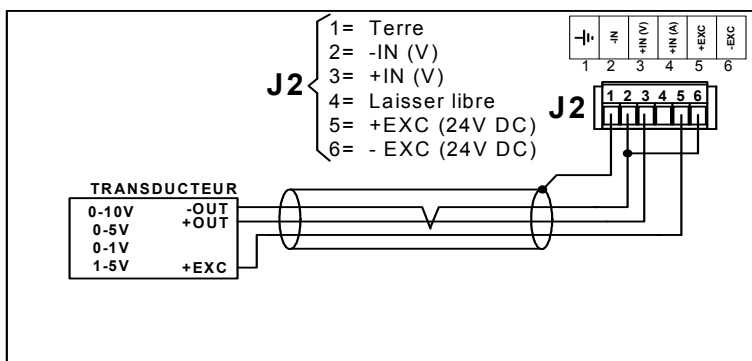 J2
1= Terre
2= -IN (V)
3= +IN (V)
4= Laisser libre
5= +EXC (24V DC)
6= - EXC (24V DC)
-IN
+IN (V)
+IN (A)
+EXC
-EXC
1 2 3 4 5 6
J2
1 2 3 4 5 6
TRANSDUCTEUR
0-10V -OUT
0-5V +OUT
0-1V
1-5V +EXC